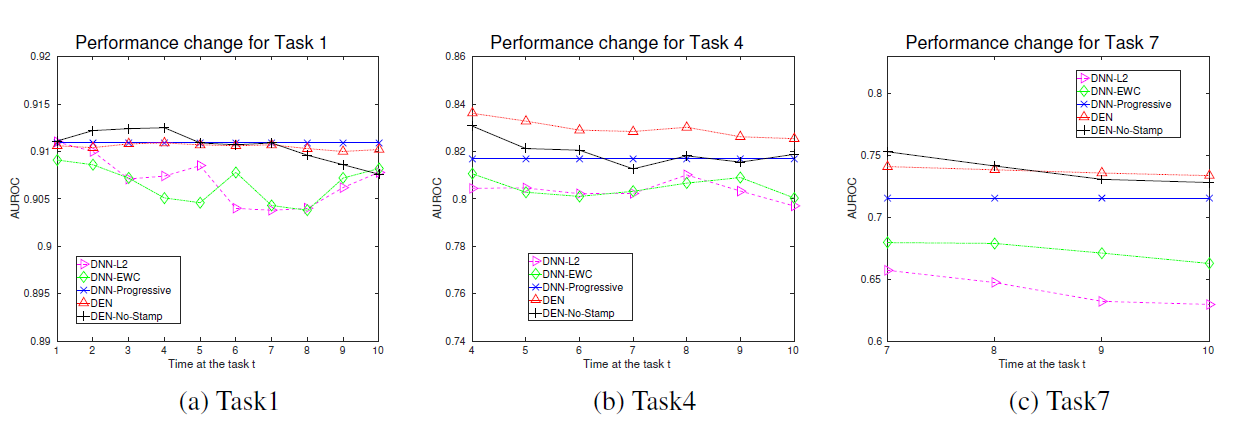 Performance change for Task 1
0.92
0.915
0.91
0.905
0.9
0.895
0.89
AUROC
DNN-L2
DNN-EWC
DNN-Progressive
DEN
DEN-No-Stamp
1 2 3 4 5 6 7 8 9 10
Time at the task t
(a) Task1
Performance change for Task 4
0.86
0.84
0.82
0.8
0.78
0.76
0.74
AUROC
DNN-L2
DNN-EWC
DNN-Progressive
DEN
DEN-No-Stamp
4 5 6 7 8 9 10
Time at the task t
(b) Task4
Performance change for Task 7
0.8
0.75
0.7
0.65
0.6
AUROC
DNN-L2
DNN-EWC
DNN-Progressive
DEN
DEN-No-Stamp
7 8 9 10
Time at the task t
(c) Task7